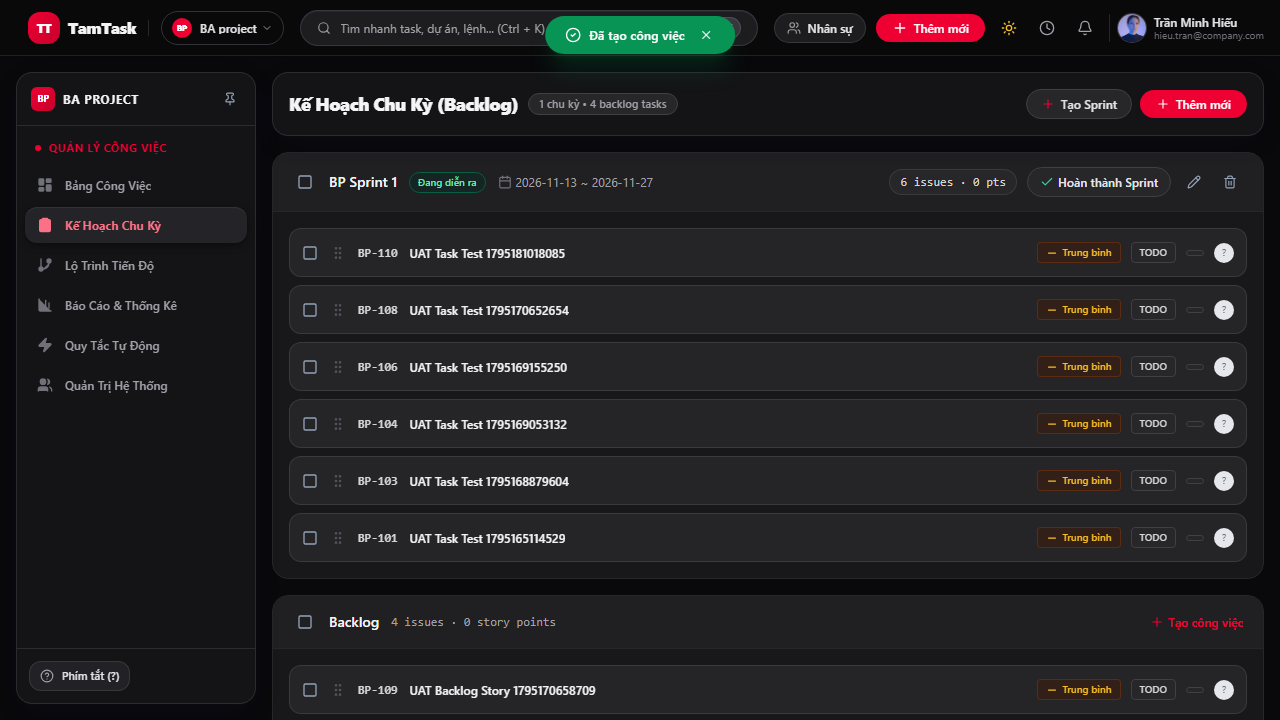 TT TamTask
BP BA project
Tìm nhanh task, dự án, lệnh... (Ctrl + K)
Đã tạo công việc
Nhân sự
Thêm mới
Trần Minh Hiếu
hieu.tran@company.com
BP BA PROJECT
QUẢN LÝ CÔNG VIỆC
Bảng Công Việc
Kế Hoạch Chu Kỳ
Lộ Trình Tiến Độ
Báo Cáo & Thống Kê
Quy Tắc Tự Động
Quản Trị Hệ Thống
Phím tắt (?)
Kế Hoạch Chu Kỳ (Backlog)
1 chu kỳ • 4 backlog tasks
Tạo Sprint
Thêm mới
BP Sprint 1 Đang diễn ra 2026-11-13 ~ 2026-11-27 6 issues · 0 pts Hoàn thành Sprint
BP-110 UAT Task Test 1795181018085 Trung bình TODO ?
BP-108 UAT Task Test 1795170652654 Trung bình TODO ?
BP-106 UAT Task Test 1795169155250 Trung bình TODO ?
BP-104 UAT Task Test 1795169053132 Trung bình TODO ?
BP-103 UAT Task Test 1795168879604 Trung bình TODO ?
BP-101 UAT Task Test 1795165114529 Trung bình TODO ?
Backlog 4 issues · 0 story points Tạo công việc
BP-109 UAT Backlog Story 1795170658709 Trung bình TODO ?